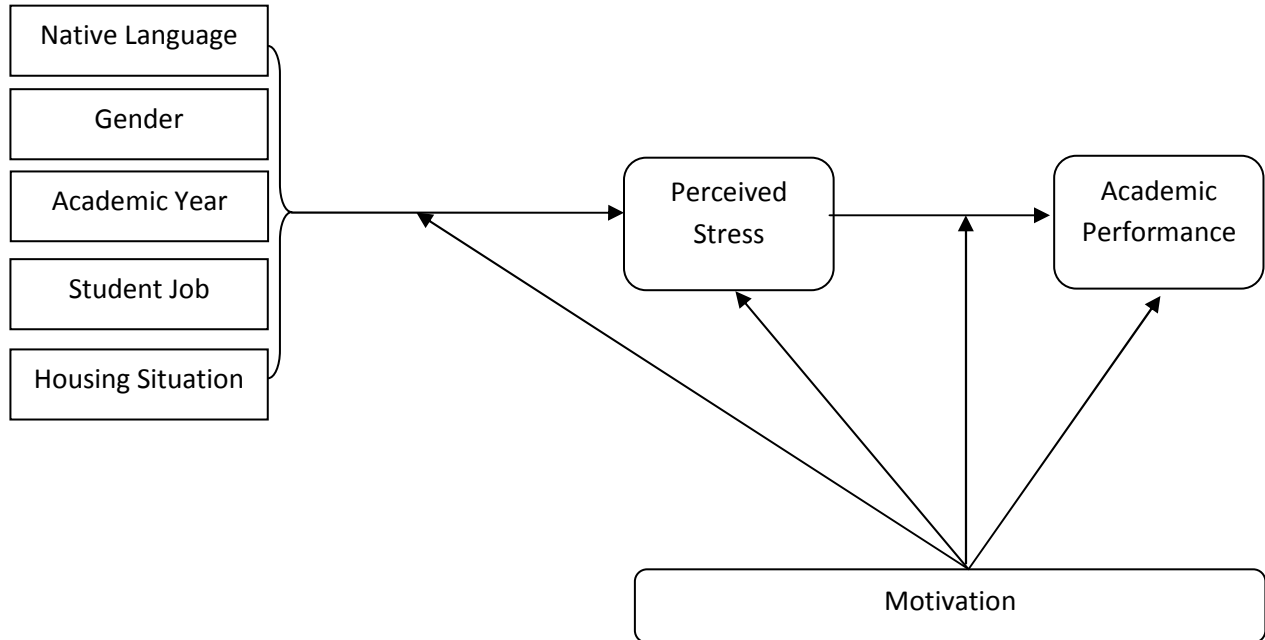 Native Language
Gender
Academic Year
Student Job
Housing Situation
Perceived
Stress
Academic
Performance
Motivation